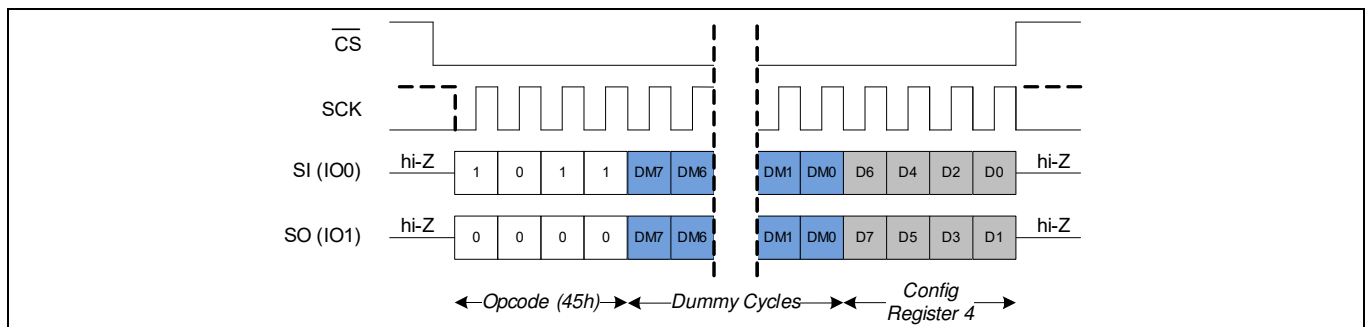 CS
SCK
SI (IO0) hi-Z 1 0 1 1 DM7 DM6 DM1 DM0 D6 D4 D2 D0 hi-Z
SO (IO1) hi-Z 0 0 0 0 DM7 DM6 DM1 DM0 D7 D5 D3 D1 hi-Z
Opcode (45h) Dummy Cycles Config
Register 4